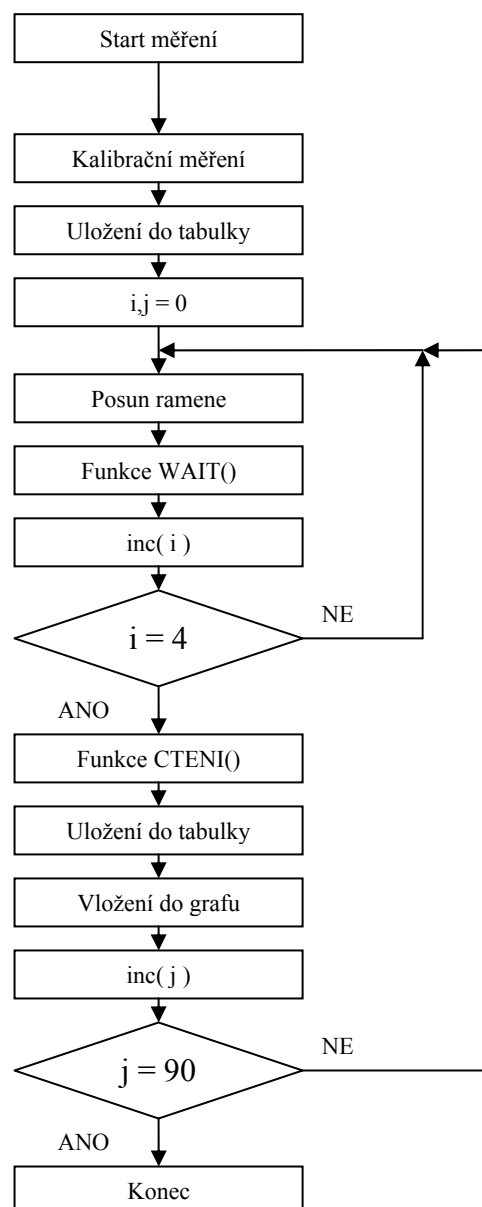 Start měření
Kalibrační měření
Uložení do tabulky
i,j = 0
Posun ramene
Funkce WAIT()
inc( i )
i = 4
NE
ANO
Funkce CTENI()
Uložení do tabulky
Vložení do grafu
inc( j )
j = 90
NE
ANO
Konec